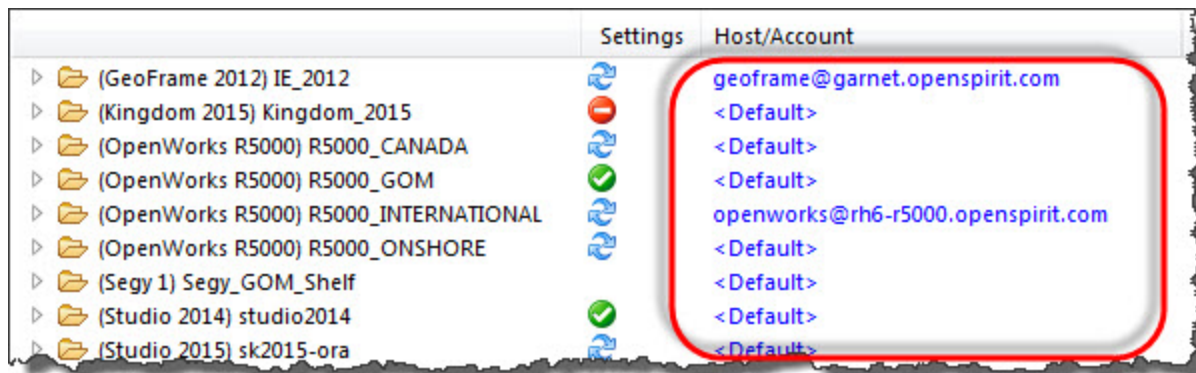 Settings Host/Account
(GeoFrame 2012) IE_2012 geoframe@garnet.openspirit.com
(Kingdom 2015) Kingdom_2015 <Default>
(OpenWorks R5000) R5000_CANADA <Default>
(OpenWorks R5000) R5000_GOM <Default>
(OpenWorks R5000) R5000_INTERNATIONAL openworks@rh6-r5000.openspirit.com
(OpenWorks R5000) R5000_ONSHORE <Default>
(Segy 1) Segy_GOM_Shelf <Default>
(Studio 2014) studio2014 <Default>
(Studio 2015) sk2015-ora <Default>